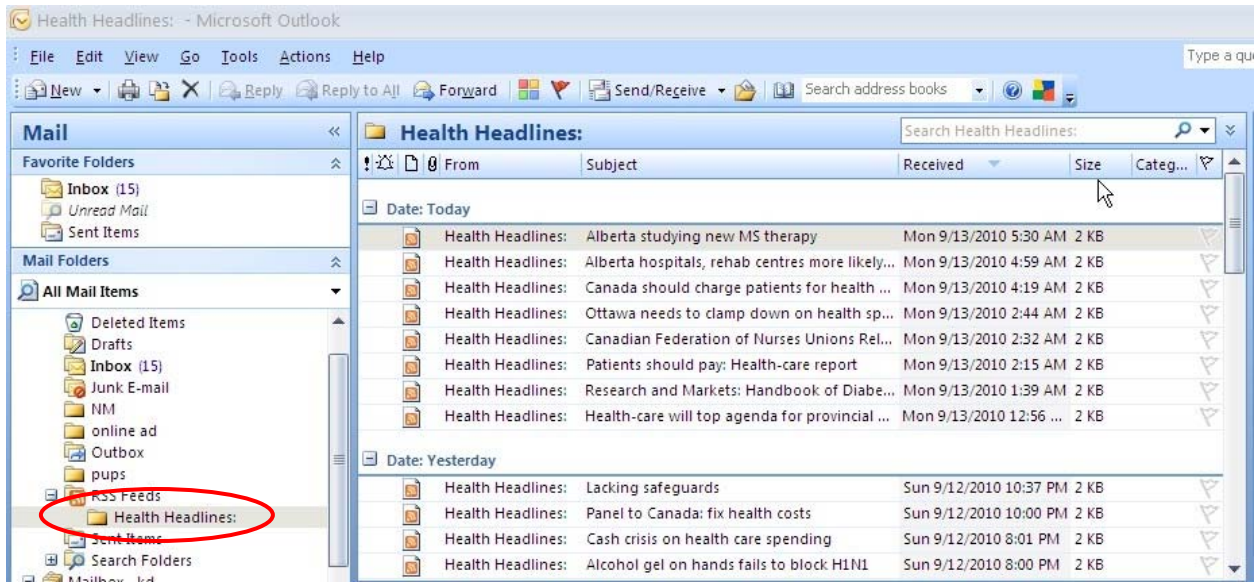 Health Headlines: - Microsoft Outlook
File Edit View Go Tools Actions Help
Type a que
New Reply Reply to All Forward Send/Receive Search address books
Mail
Favorite Folders
Inbox (15)
Unread Mail
Sent Items
Mail Folders
All Mail Items
Deleted Items
Drafts
Inbox (15)
Junk E-mail
NM
online ad
Outbox
pups
RSS Feeds
Health Headlines:
Sent Items
Search Folders
Mailbox - kd
Health Headlines:
Search Health Headlines:
From Subject Received Size Categ...
Date: Today
Health Headlines: Alberta studying new MS therapy Mon 9/13/2010 5:30 AM 2 KB
Health Headlines: Alberta hospitals, rehab centres more likely... Mon 9/13/2010 4:59 AM 2 KB
Health Headlines: Canada should charge patients for health ... Mon 9/13/2010 4:19 AM 2 KB
Health Headlines: Ottawa needs to clamp down on health sp... Mon 9/13/2010 2:44 AM 2 KB
Health Headlines: Canadian Federation of Nurses Unions Rel... Mon 9/13/2010 2:32 AM 2 KB
Health Headlines: Patients should pay: Health-care report Mon 9/13/2010 2:15 AM 2 KB
Health Headlines: Research and Markets: Handbook of Diabe... Mon 9/13/2010 1:39 AM 2 KB
Health Headlines: Health-care will top agenda for provincial ... Mon 9/13/2010 12:56 ... 2 KB
Date: Yesterday
Health Headlines: Lacking safeguards Sun 9/12/2010 10:37 PM 2 KB
Health Headlines: Panel to Canada: fix health costs Sun 9/12/2010 10:00 PM 2 KB
Health Headlines: Cash crisis on health care spending Sun 9/12/2010 8:01 PM 2 KB
Health Headlines: Alcohol gel on hands fails to block H1N1 Sun 9/12/2010 8:00 PM 2 KB